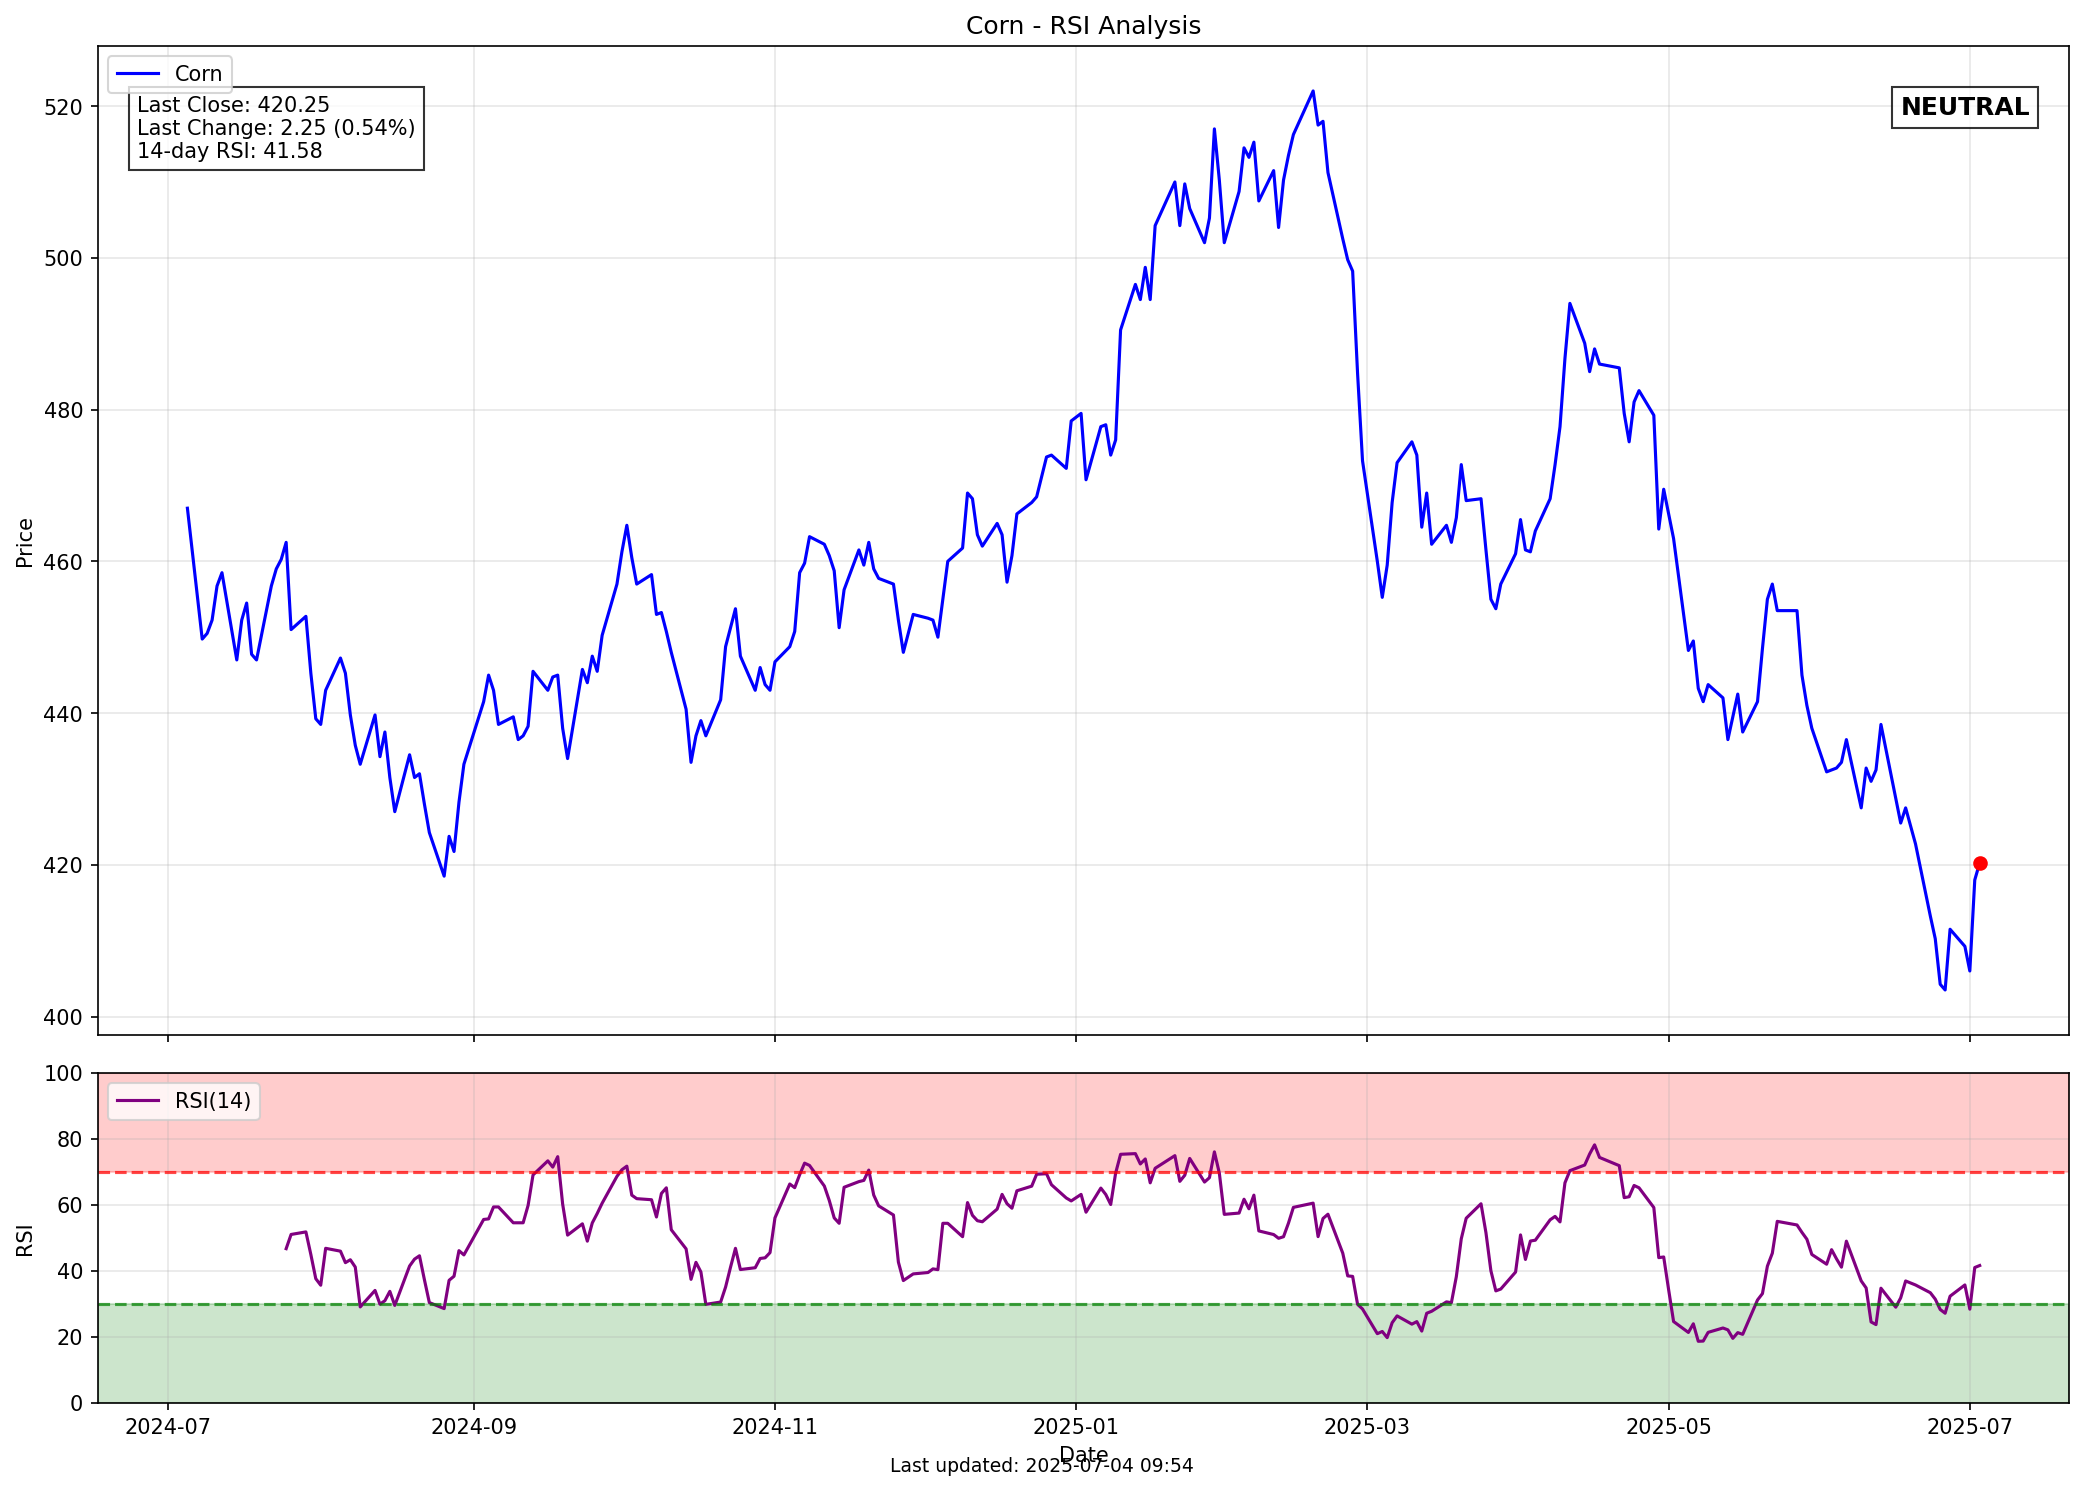 Corn - RSI Analysis
Corn
Last Close: 420.25
Last Change: 2.25 (0.54%)
14-day RSI: 41.58
NEUTRAL
Price
520
500
480
460
440
420
400
RSI(14)
RSI
100
80
60
40
20
0
2024-07
2024-09
2024-11
2025-01
2025-03
2025-05
2025-07
Date
Last updated: 2025-07-04 09:54